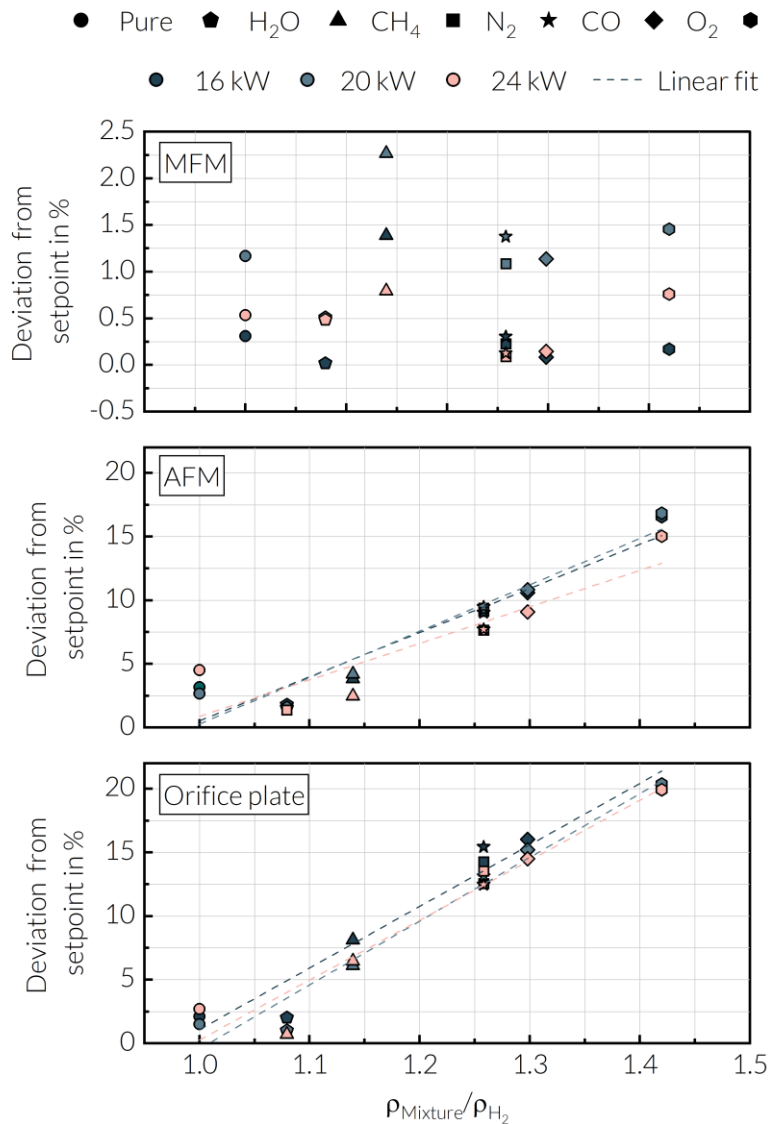 Pure H₂O CH₄ N₂ CO O₂
16 kW 20 kW 24 kW Linear fit
MFM
Deviation from
setpoint in %
2.5
2.0
1.5
1.0
0.5
0.0
-0.5
AFM
Deviation from
setpoint in %
20
15
10
5
0
Orifice plate
Deviation from
setpoint in %
20
15
10
5
0
1.0 1.1 1.2 1.3 1.4 1.5
ρMixture/ρH₂